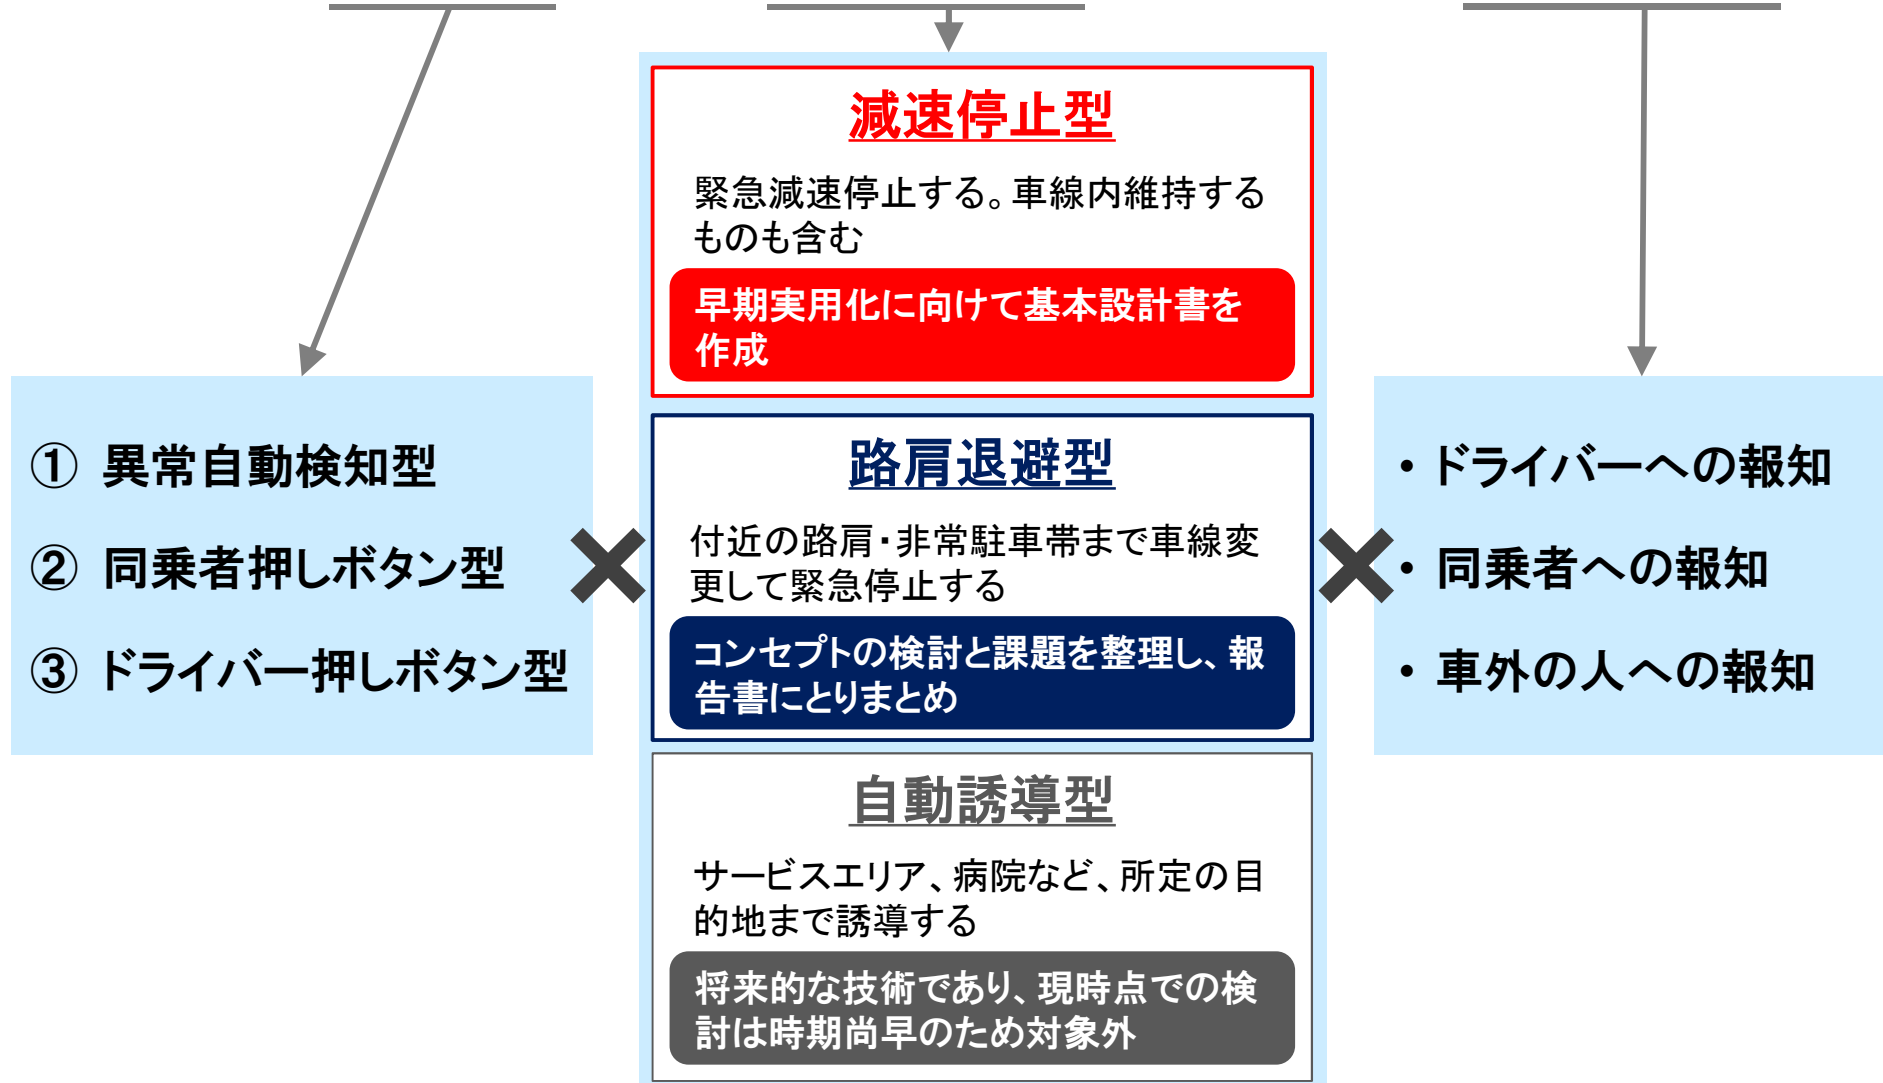 減速停止型
緊急減速停止する。車線内維持する
ものも含む
早期実用化に向けて基本設計書を
作成
① 異常自動検知型
② 同乗者押しボタン型
③ ドライバー押しボタン型
路肩退避型
付近の路肩・非常駐車帯まで車線変
更して緊急停止する
コンセプトの検討と課題を整理し、報
告書にとりまとめ
自動誘導型
サービスエリア、病院など、所定の目
的地まで誘導する
将来的な技術であり、現時点での検
討は時期尚早のため対象外
・ドライバーへの報知
・同乗者への報知
・車外の人への報知